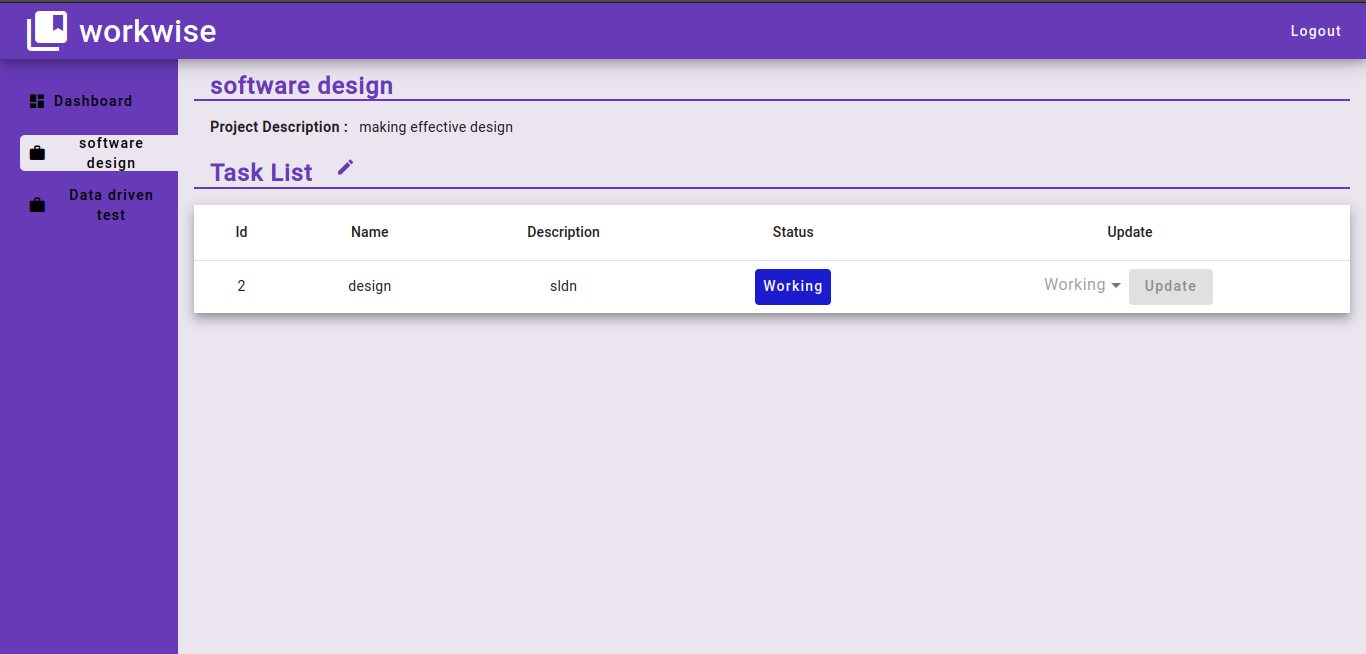 workwise
Logout
Dashboard
software
design
Data driven
test
software design
Project Description : making effective design
Task List
Id Name Description Status Update
2 design sldn Working Working Update